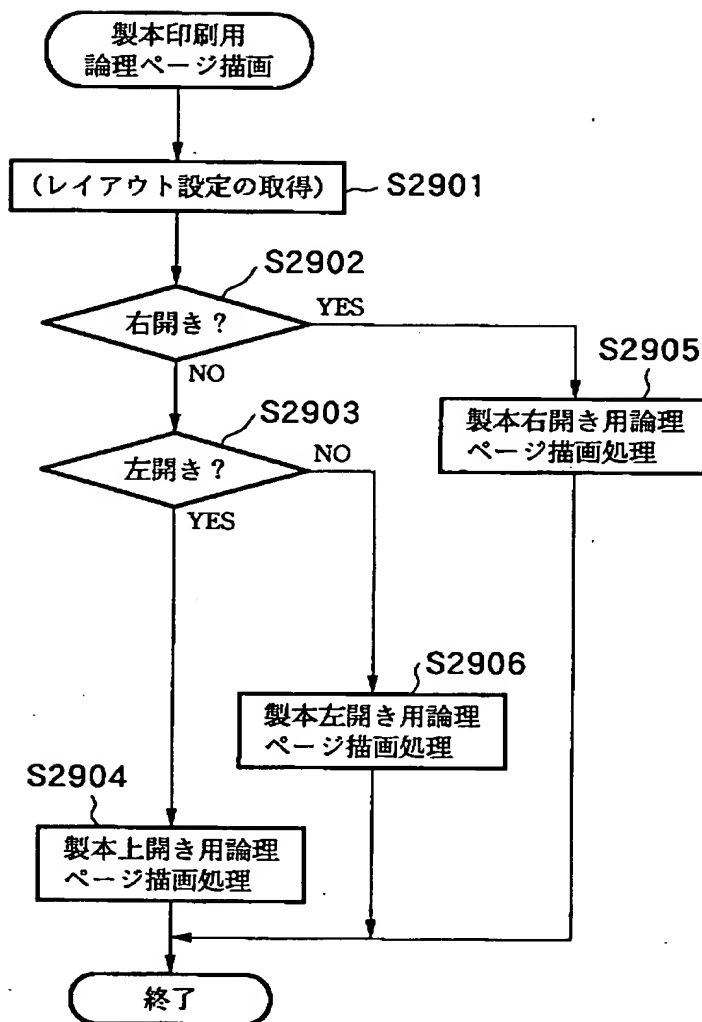 製本印刷用
論理ページ描画
(レイアウト設定の取得)
S2901
S2902
右開き?
YES
NO
S2905
製本右開き用論理
ページ描画処理
S2903
左開き?
NO
YES
S2906
製本左開き用論理
ページ描画処理
S2904
製本上開き用論理
ページ描画処理
終了